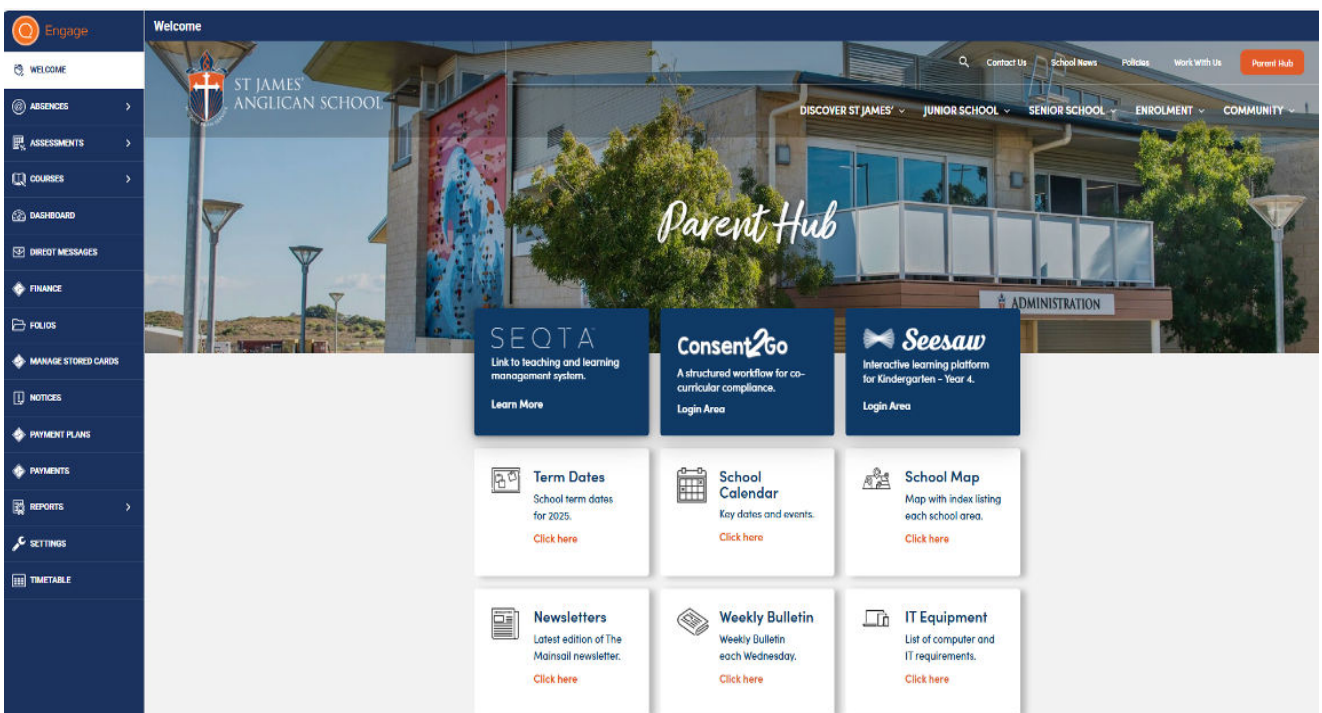 Engage
WELCOME
ABSENCES
ASSESSMENTS
COURSES
DASHBOARD
DIRECT MESSAGES
FINANCE
FOLIOS
MANAGE STORED CARDS
NOTICES
PAYMENT PLANS
PAYMENTS
REPORTS
SETTINGS
TIMETABLE
Welcome
ST JAMES'
ANGLICAN SCHOOL
Contact Us School News Policies Work With Us Parent Hub
DISCOVER ST JAMES' JUNIOR SCHOOL SENIOR SCHOOL ENROLMENT COMMUNITY
Parent Hub
ADMINISTRATION
SEQTA
Link to teaching and learning
management system.
Learn More
Consent2Go
A structured workflow for co-
curricular compliance.
Login Area
Seesaw
Interactive learning platform
for Kindergarten – Year 4.
Login Area
Term Dates
School term dates
for 2025.
Click here
School
Calendar
Key dates and events.
Click here
School Map
Map with index listing
each school area.
Click here
Newsletters
Latest edition of The
Mainsail newsletter.
Click here
Weekly Bulletin
Weekly Bulletin
each Wednesday.
Click here
IT Equipment
List of computer and
IT requirements.
Click here